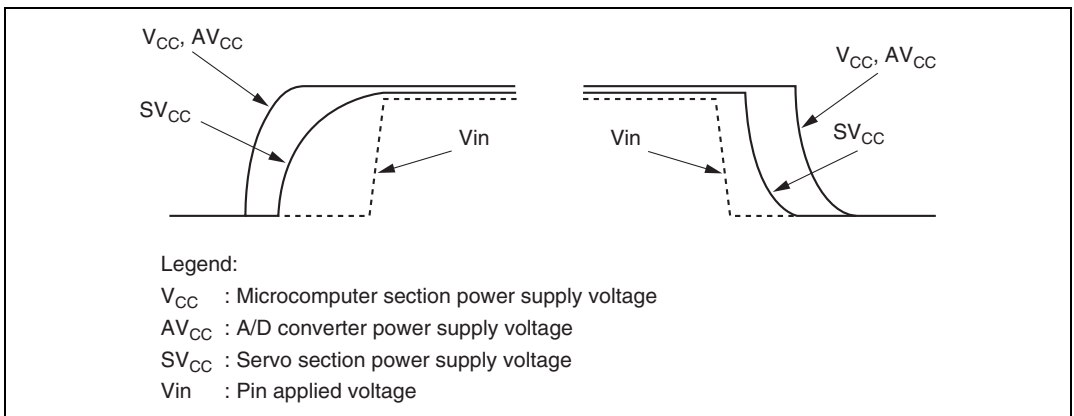 V_CC, AV_CC
V_CC, AV_CC
SV_CC
SV_CC
Vin
Vin
Legend:
V_CC : Microcomputer section power supply voltage
AV_CC : A/D converter power supply voltage
SV_CC : Servo section power supply voltage
Vin : Pin applied voltage